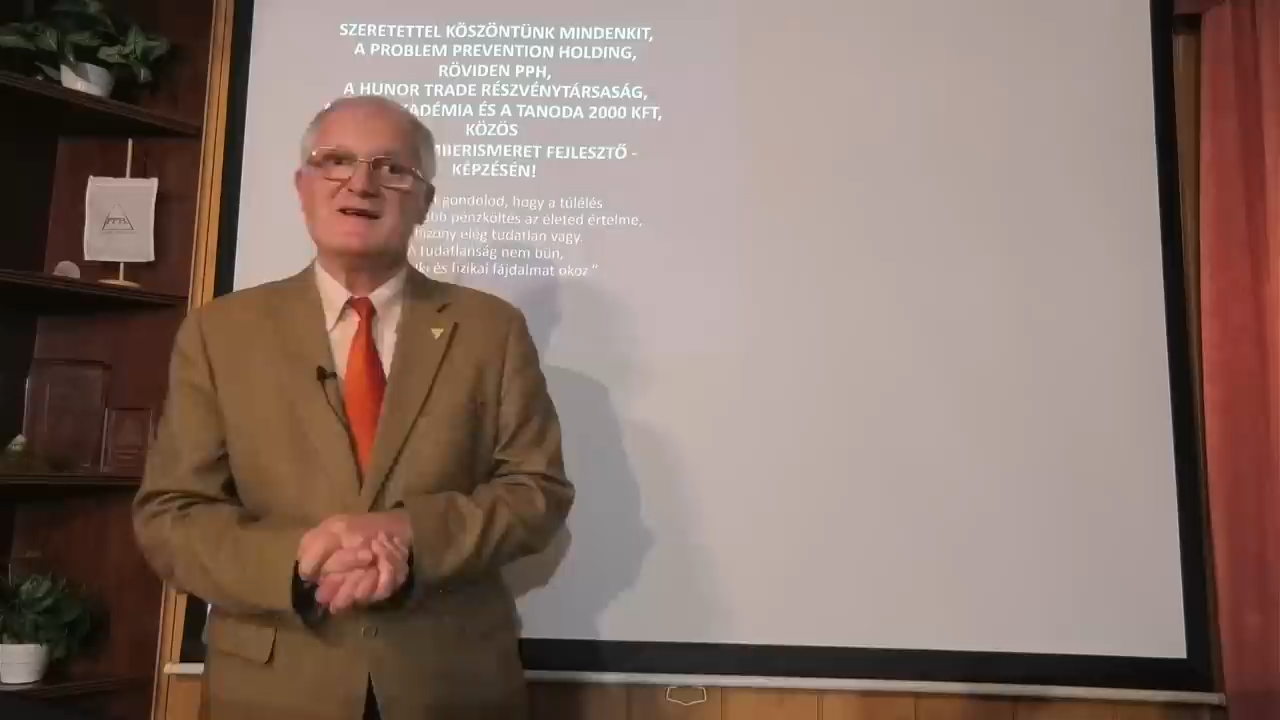 SZERETETTEL KÖSZÖNTÜNK MINDENKIT,
A PROBLEM PREVENTION HOLDING,
RÖVIDEN PPH,
A HUNOR TRADE RÉSZVÉNYTÁRSASÁG,
ÉS A TANODA 2000 KFT,
KÖZÖS
FEJLESZTŐ -
KÉPZÉSÉN!
gondolod, hogy a túlélés
pénzköltés az életed értelme,
elég tudatlan vagy.
A tudatlanság nem bűn,
és fizikai fájdalmat okoz."